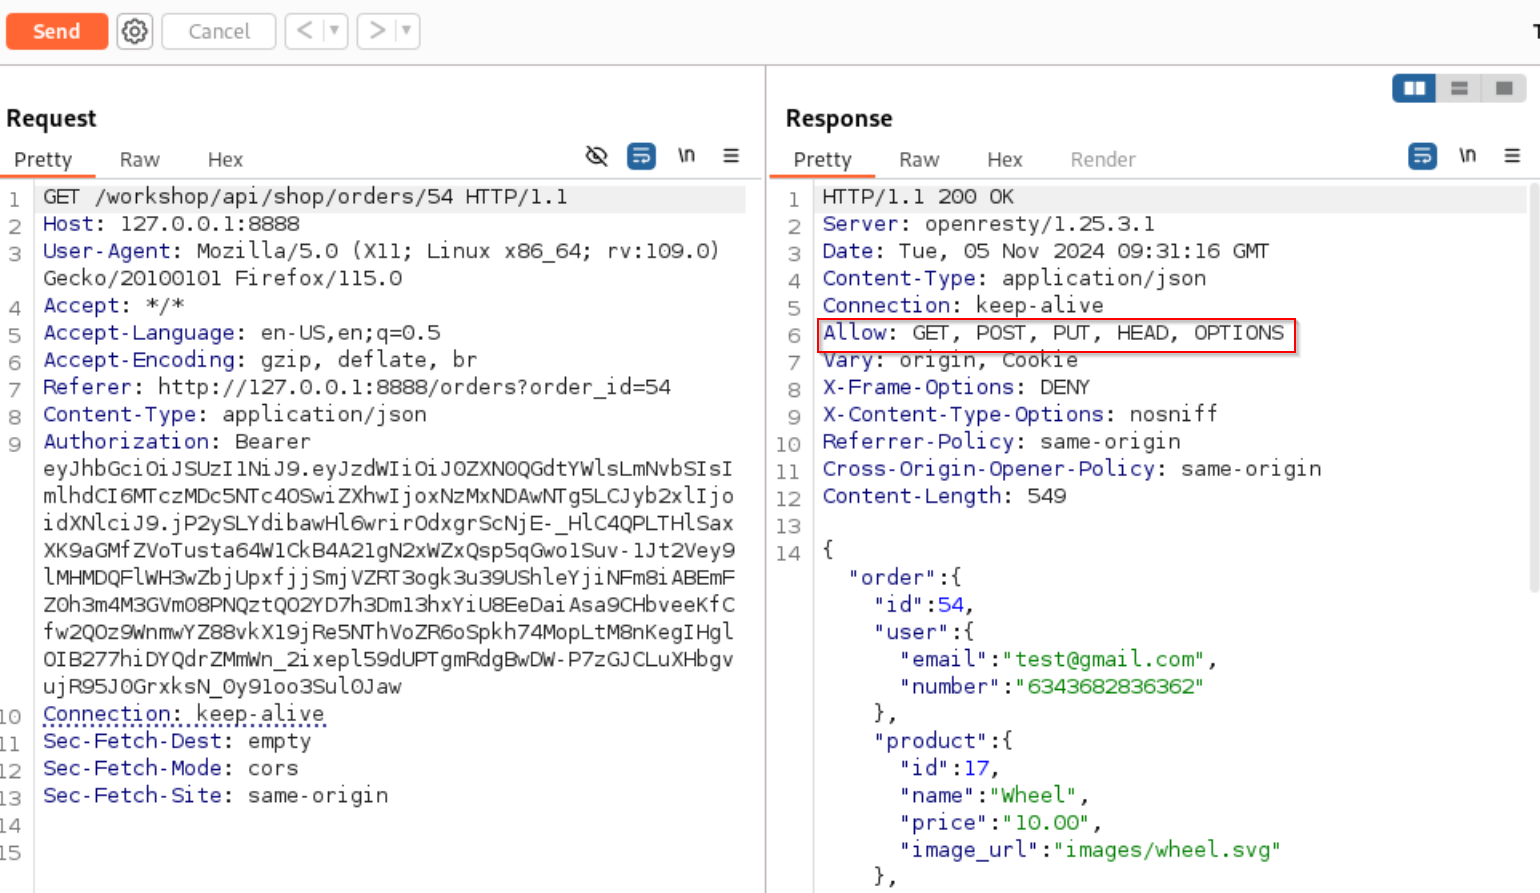 Send
Cancel
T
Request
Pretty Raw Hex
\n
1 GET /workshop/api/shop/orders/54 HTTP/1.1
2 Host: 127.0.0.1:8888
3 User-Agent: Mozilla/5.0 (X11; Linux x86_64; rv:109.0)
Gecko/20100101 Firefox/115.0
4 Accept: */*
5 Accept-Language: en-US,en;q=0.5
6 Accept-Encoding: gzip, deflate, br
7 Referer: http://127.0.0.1:8888/orders?order_id=54
8 Content-Type: application/json
9 Authorization: Bearer
eyJhbGciOiJSUzI1NiJ9.eyJzdWIiOiJ0ZXN0QGdtYWlsLmNvbSIsI
mlhdCI6MTczMDc5NTc4OSwiZXhwIjoxNzMxNDAwNTg5LCJyb2xlIjo
idXNlciJ9.jP2ySLYdibawHl6wrirOdxgrScNjE-_HlC4QPLTHlSax
XK9aGMfZVoTusta64W1CkB4A21gN2xWZxQsp5qGwo1Suv-1Jt2Vey9
lMHMDQFlWH3wZbjUpxfjjSmjVZRT3ogk3u39UShleYjiNFm8iABEmF
Z0h3m4M3GVm08PNQztQO2YD7h3Dm13hxYiU8EeDaiAsa9CHbveeKfC
fw2QOz9WnmwYZ88vkX19jRe5NThVoZR6oSpkh74MopLtM8nKegIHgl
OIB277hiDYQdrZMmWn_2ixepl59dUPTgmRdgBwDW-P7zGJCLuXHbgv
ujR95J0GrxksN_0y91oo3Sul0Jaw
10 Connection: keep-alive
11 Sec-Fetch-Dest: empty
12 Sec-Fetch-Mode: cors
13 Sec-Fetch-Site: same-origin
14
15
Response
Pretty Raw Hex Render
\n
1 HTTP/1.1 200 OK
2 Server: openresty/1.25.3.1
3 Date: Tue, 05 Nov 2024 09:31:16 GMT
4 Content-Type: application/json
5 Connection: keep-alive
6 Allow: GET, POST, PUT, HEAD, OPTIONS
7 Vary: origin, Cookie
8 X-Frame-Options: DENY
9 X-Content-Type-Options: nosniff
10 Referrer-Policy: same-origin
11 Cross-Origin-Opener-Policy: same-origin
12 Content-Length: 549
13
14 {
"order":{
"id":54,
"user":{
"email":"test@gmail.com",
"number":"6343682836362"
},
"product":{
"id":17,
"name":"Wheel",
"price":"10.00",
"image_url":"images/wheel.svg"
},